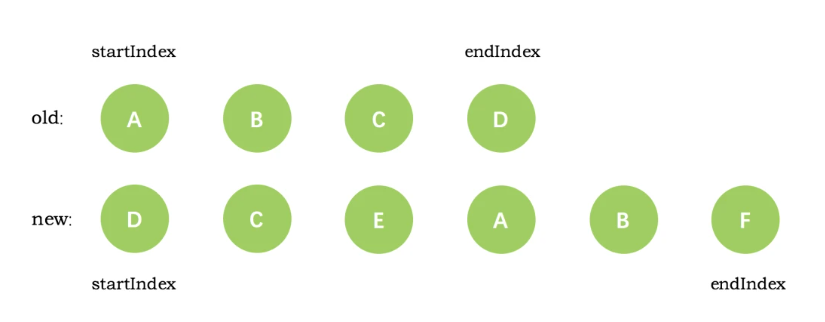 startIndex endIndex
old: A B C D
new: D C E A B F
startIndex endIndex